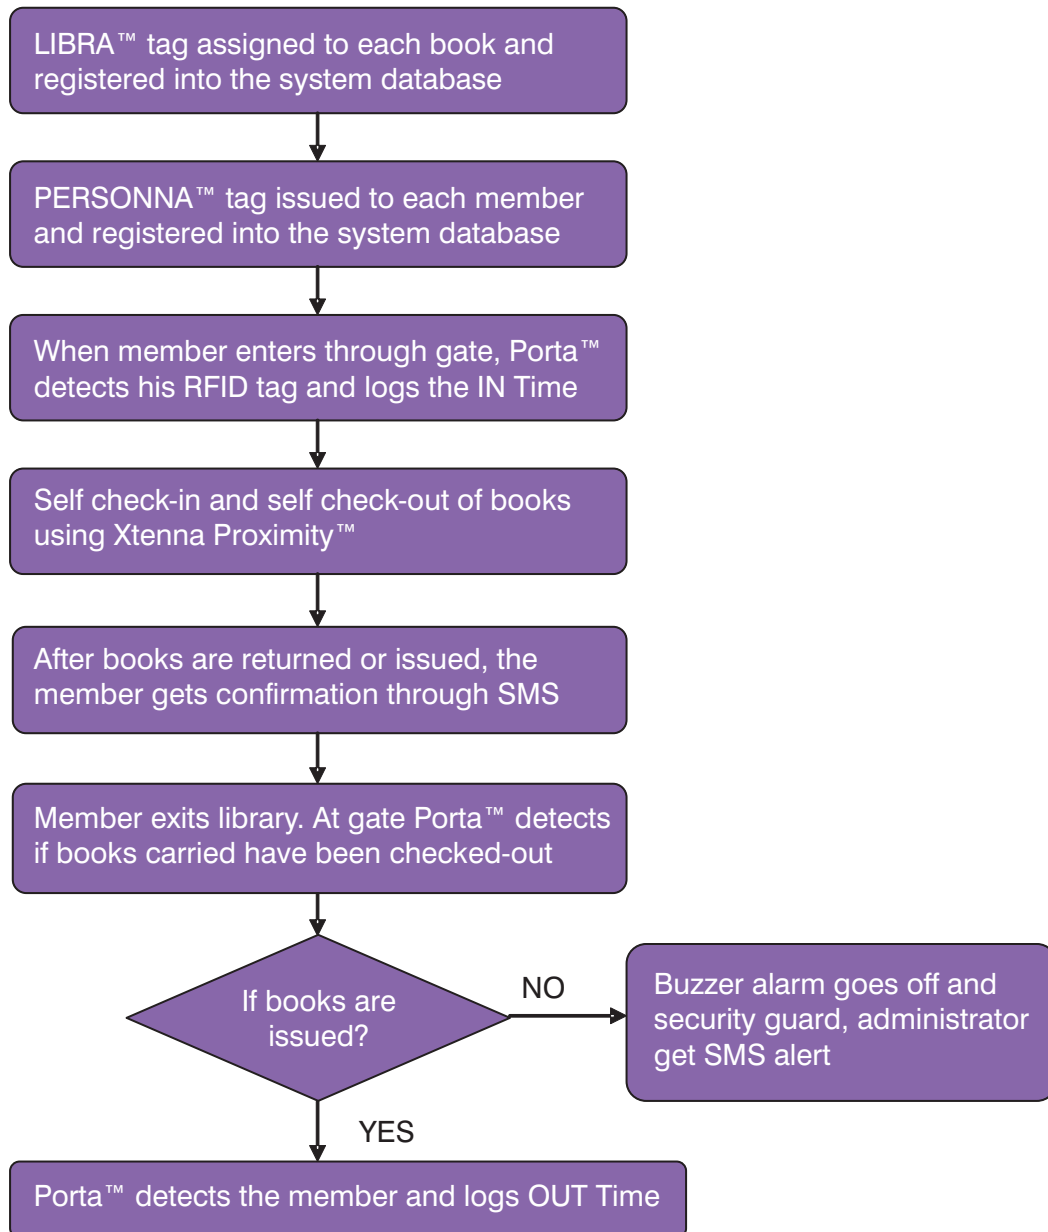 LIBRA™ tag assigned to each book and
registered into the system database
PERSONNA™ tag issued to each member
and registered into the system database
When member enters through gate, Porta™
detects his RFID tag and logs the IN Time
Self check-in and self check-out of books
using Xtenna Proximity™
After books are returned or issued, the
member gets confirmation through SMS
Member exits library. At gate Porta™ detects
if books carried have been checked-out
If books are
issued?
NO
Buzzer alarm goes off and
security guard, administrator
get SMS alert
YES
Porta™ detects the member and logs OUT Time